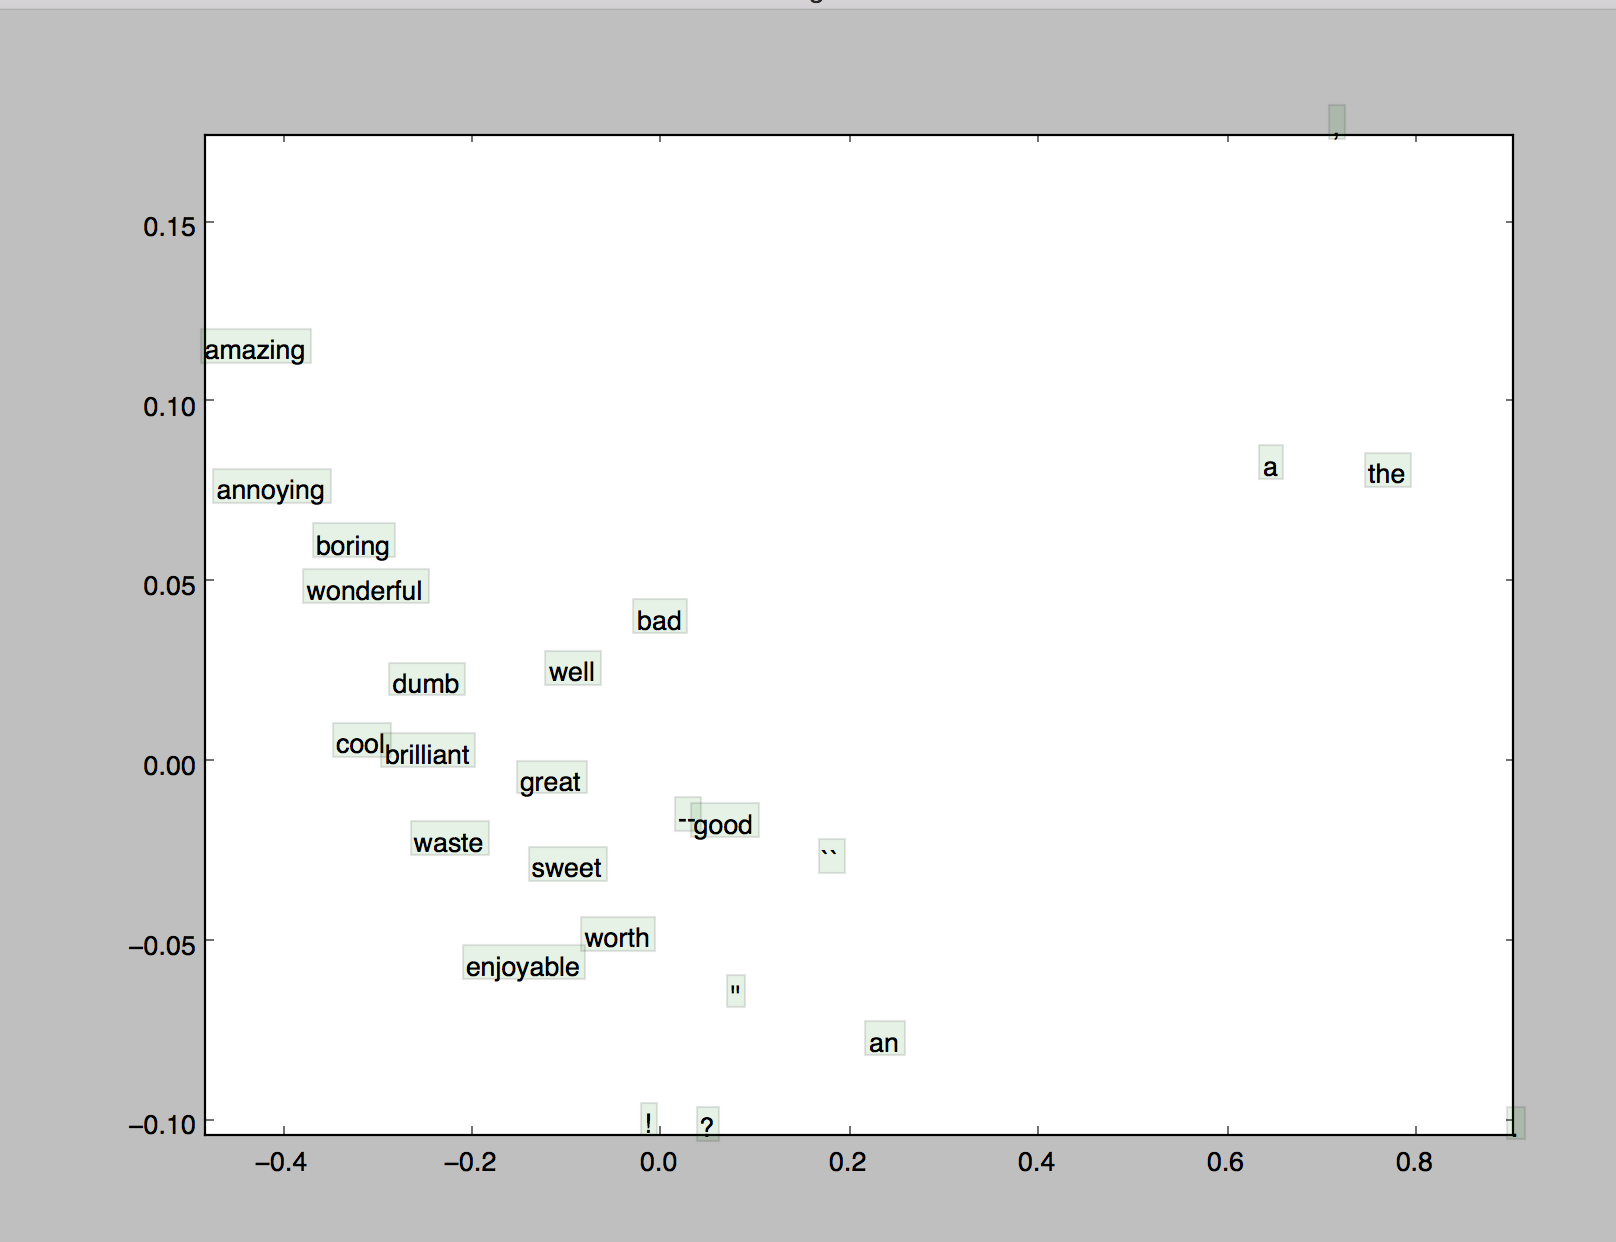 ,
0.15
amazing
0.10
a
the
annoying
boring
0.05
wonderful
bad
well
dumb
cool
brilliant
0.00
great
--
good
``
waste
sweet
worth
−0.05
enjoyable
"
an
−0.10
!
?
.
−0.4 −0.2 0.0 0.2 0.4 0.6 0.8